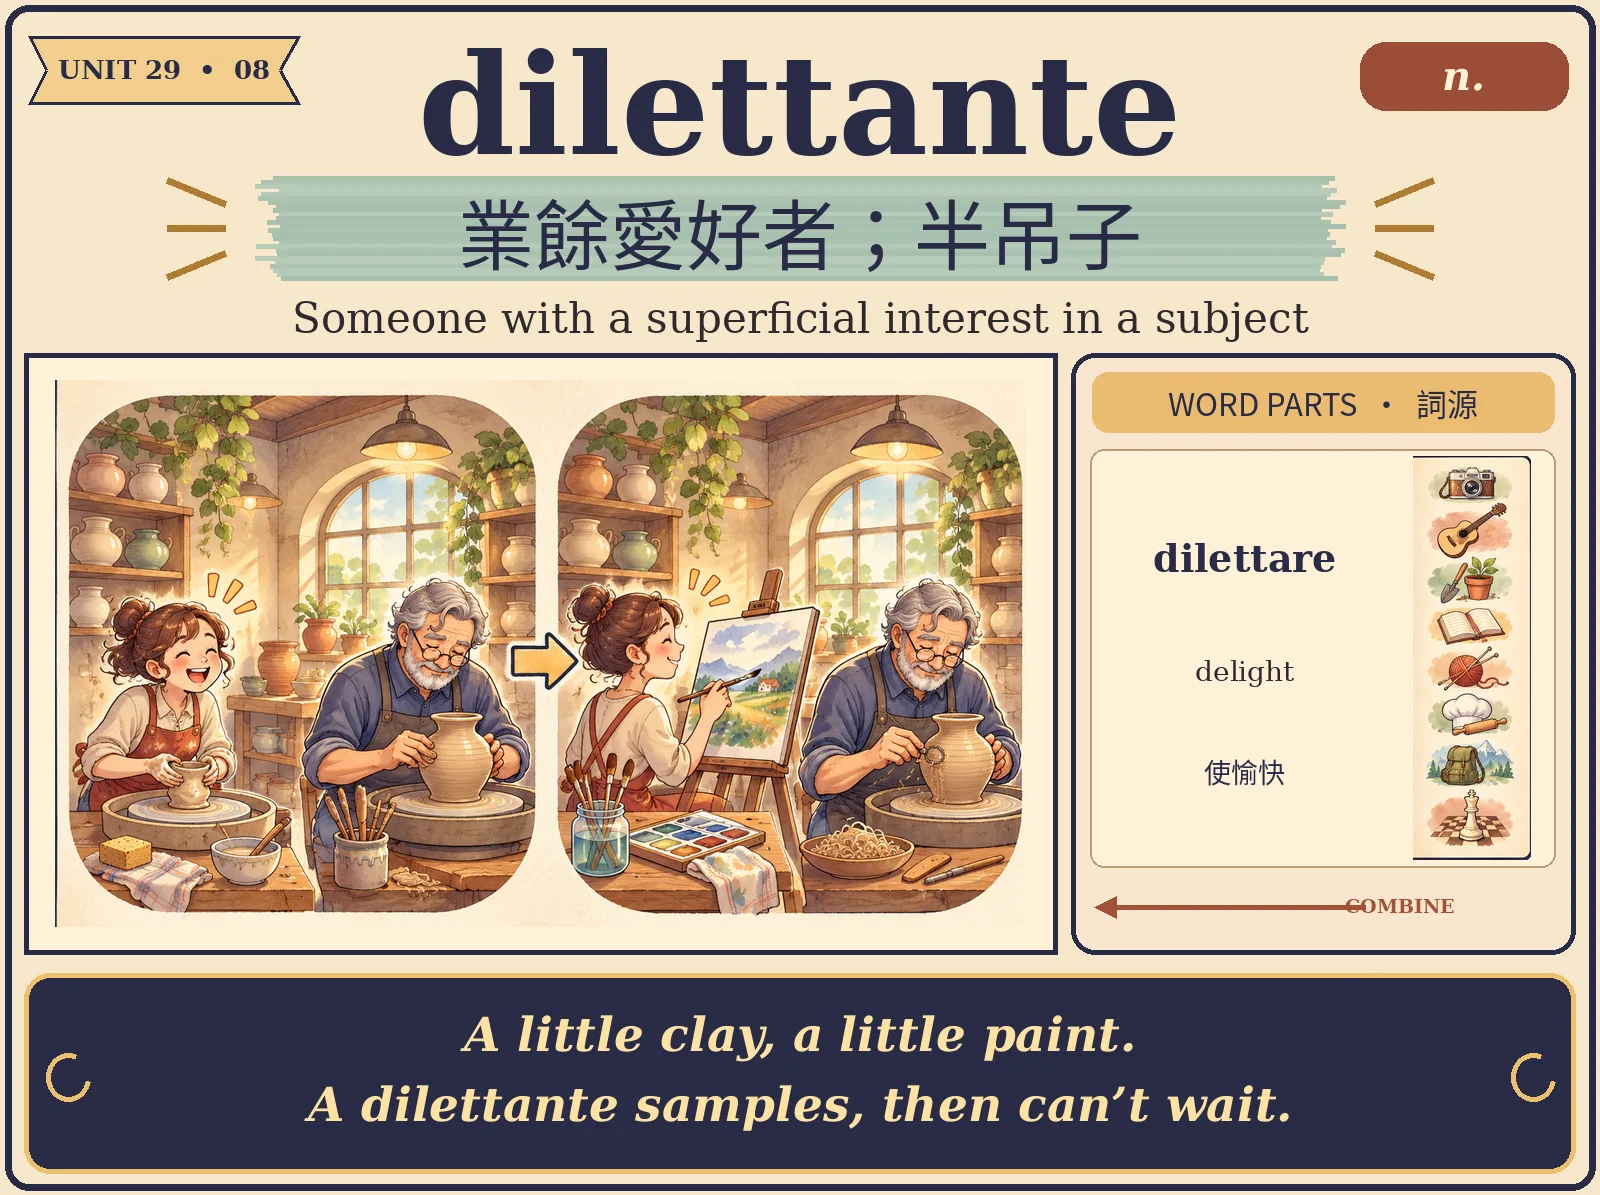 UNIT 29 • 08
dilettante
n.
業餘愛好者；半吊子
Someone with a superficial interest in a subject
WORD PARTS • 詞源
dilettare
delight
使愉快
COMBINE
A little clay, a little paint.
A dilettante samples, then can’t wait.